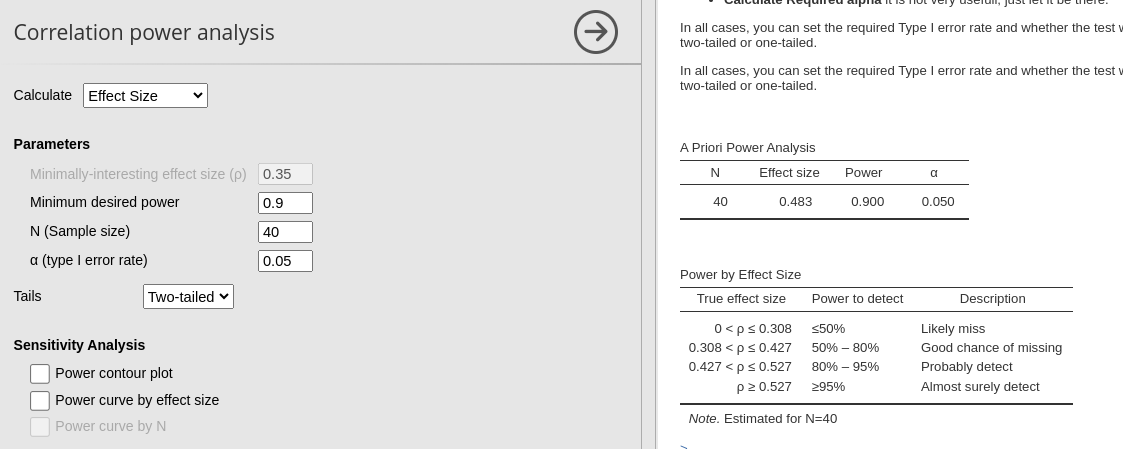 Correlation power analysis
Calculate Effect Size
Parameters
Minimally-interesting effect size (ρ) 0.35
Minimum desired power 0.9
N (Sample size) 40
α (type I error rate) 0.05
Tails Two-tailed
Sensitivity Analysis
Power contour plot
Power curve by effect size
Power curve by N
• Calculate Required alpha it is not very usefull, just let it be there.
In all cases, you can set the required Type I error rate and whether the test w
two-tailed or one-tailed.
In all cases, you can set the required Type I error rate and whether the test w
two-tailed or one-tailed.
A Priori Power Analysis
N Effect size Power α
40 0.483 0.900 0.050
Power by Effect Size
True effect size Power to detect Description
0 < ρ ≤ 0.308 ≤50% Likely miss
0.308 < ρ ≤ 0.427 50% – 80% Good chance of missing
0.427 < ρ ≤ 0.527 80% – 95% Probably detect
ρ ≥ 0.527 ≥95% Almost surely detect
Note. Estimated for N=40